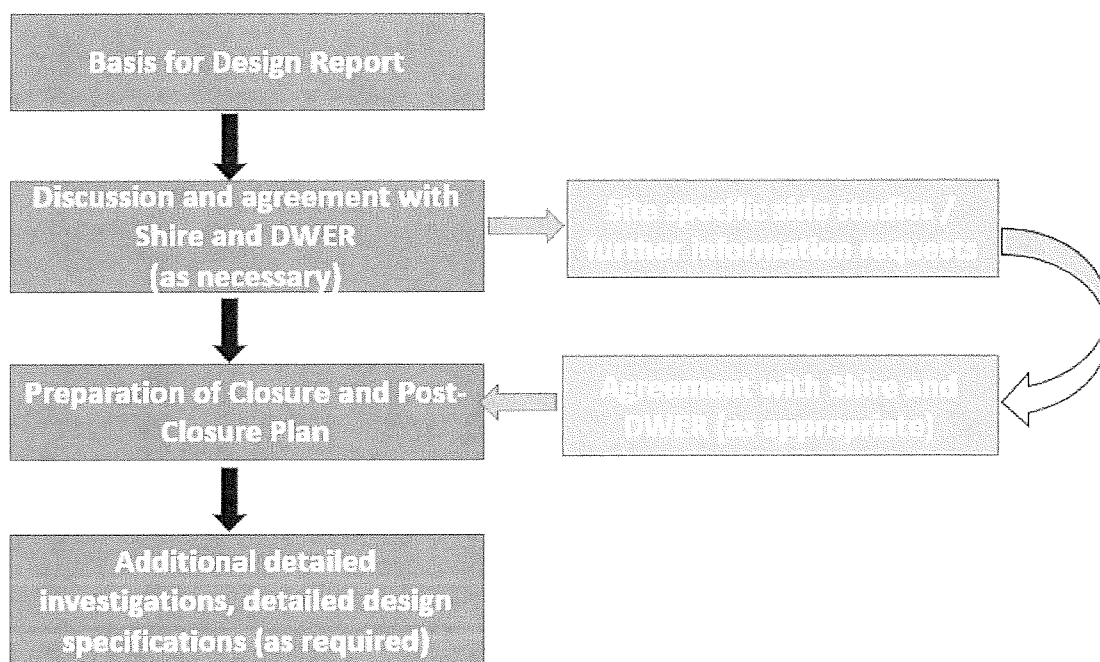 Basis for Design Report
Discussion and agreement with
Shire and DWER
(as necessary)
Site specific side studies /
further information requests
Preparation of Closure and Post-
Closure Plan
Agreement with Shire and
DWER (as appropriate)
Additional detailed
investigations, detailed design
specifications (as required)